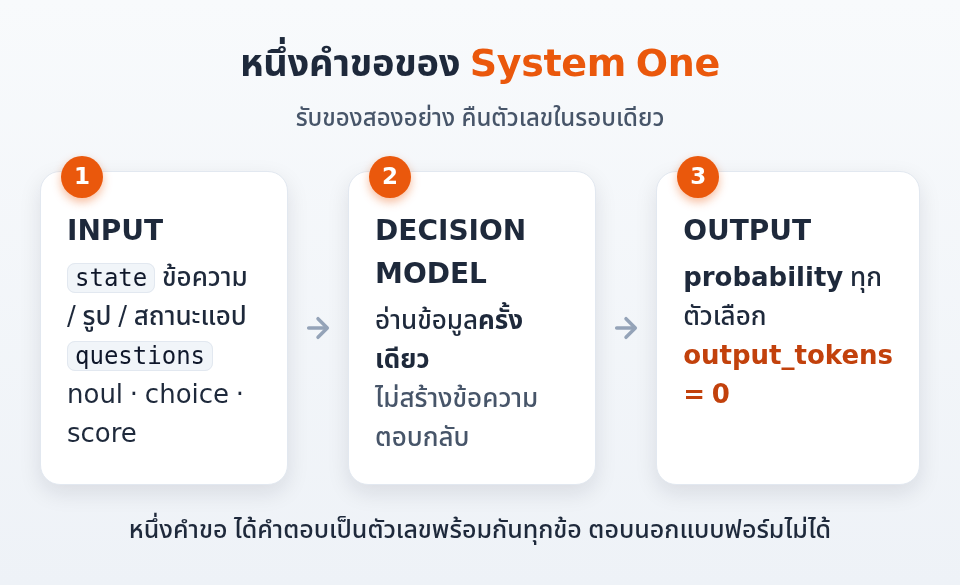 หนึ่งคำขอของ System One
รับของสองอย่าง คืนตัวเลขในรอบเดียว
1
INPUT
state ข้อความ
/ รูป / สถานะแอป
questions
noul · choice ·
score
2
DECISION
MODEL
อ่านข้อมูลครั้ง
เดียว
ไม่สร้างข้อความ
ตอบกลับ
3
OUTPUT
probability ทุก
ตัวเลือก
output_tokens
= 0
หนึ่งคำขอ ได้คำตอบเป็นตัวเลขพร้อมกันทุกข้อ ตอบนอกแบบฟอร์มไม่ได้